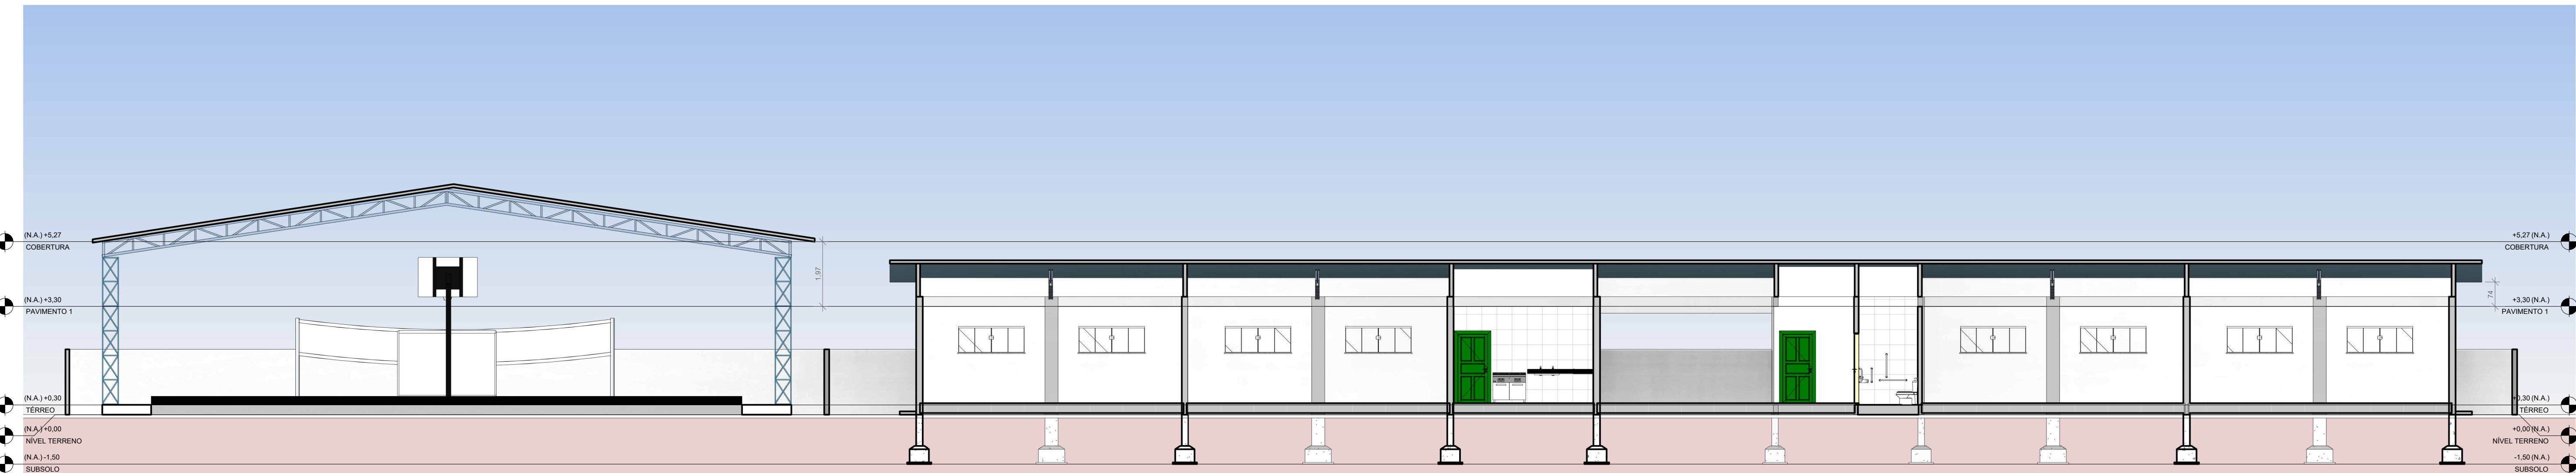 (N.A.) +5,27
COBERTURA
+5,27 (N.A.)
COBERTURA
1,97
74
(N.A.) +3,30
PAVIMENTO 1
+3,30 (N.A.)
PAVIMENTO 1
(N.A.) +0,30
TÉRREO
+0,30 (N.A.)
TÉRREO
(N.A.) +0,00
NÍVEL TERRENO
+0,00 (N.A.)
NÍVEL TERRENO
(N.A.) -1,50
SUBSOLO
-1,50 (N.A.)
SUBSOLO